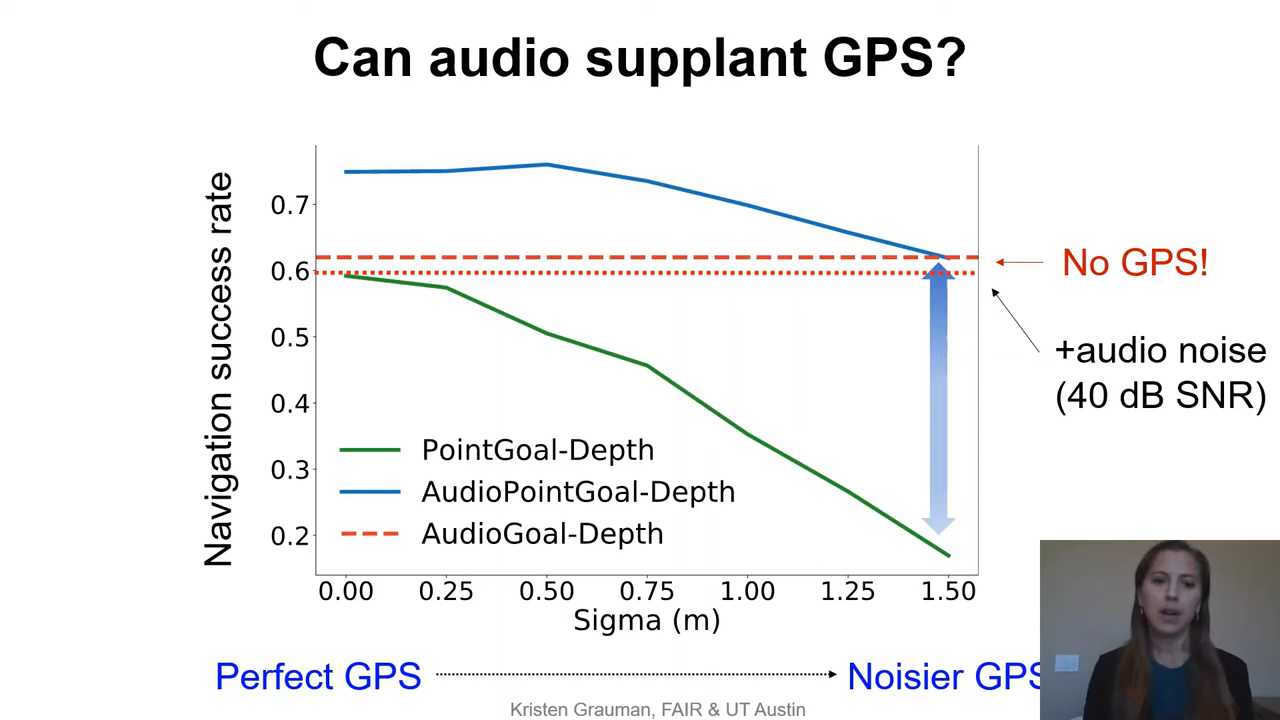 Can audio supplant GPS?
Navigation success rate
0.7
0.6
0.5
0.4
0.3
0.2
PointGoal-Depth
AudioPointGoal-Depth
AudioGoal-Depth
0.00 0.25 0.50 0.75 1.00 1.25 1.50
Sigma (m)
No GPS!
+audio noise
(40 dB SNR)
Perfect GPS
Noisier GPS
Kristen Grauman, FAIR & UT Austin